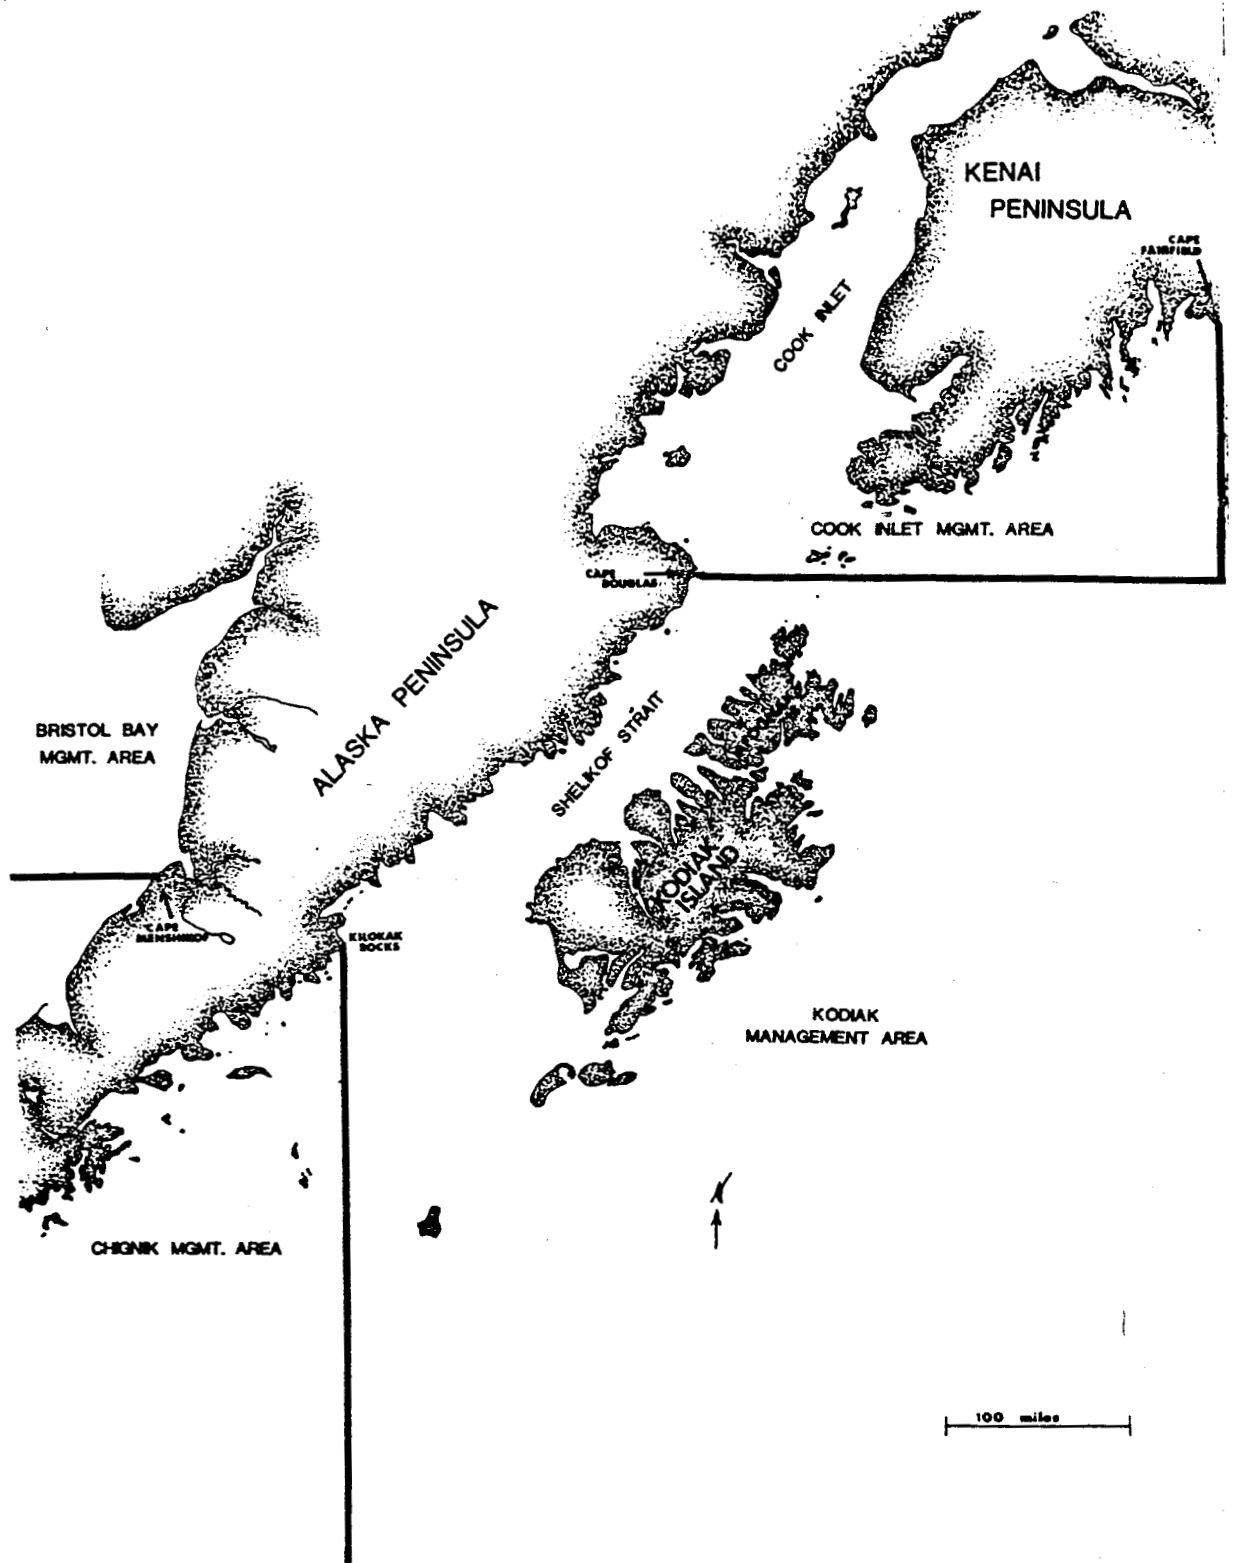 KENAI
PENINSULA
CAPE
FAIRFIELD
COOK INLET
COOK INLET MGMT. AREA
CAPE
DOUGLAS
ALASKA PENINSULA
SHELIKOF STRAIT
BRISTOL BAY
MGMT. AREA
KODIAK
ISLAND
CAPE
MENSHIKOF
KILOKAK
ROCKS
KODIAK
MANAGEMENT AREA
CHIGNIK MGMT. AREA
100 miles